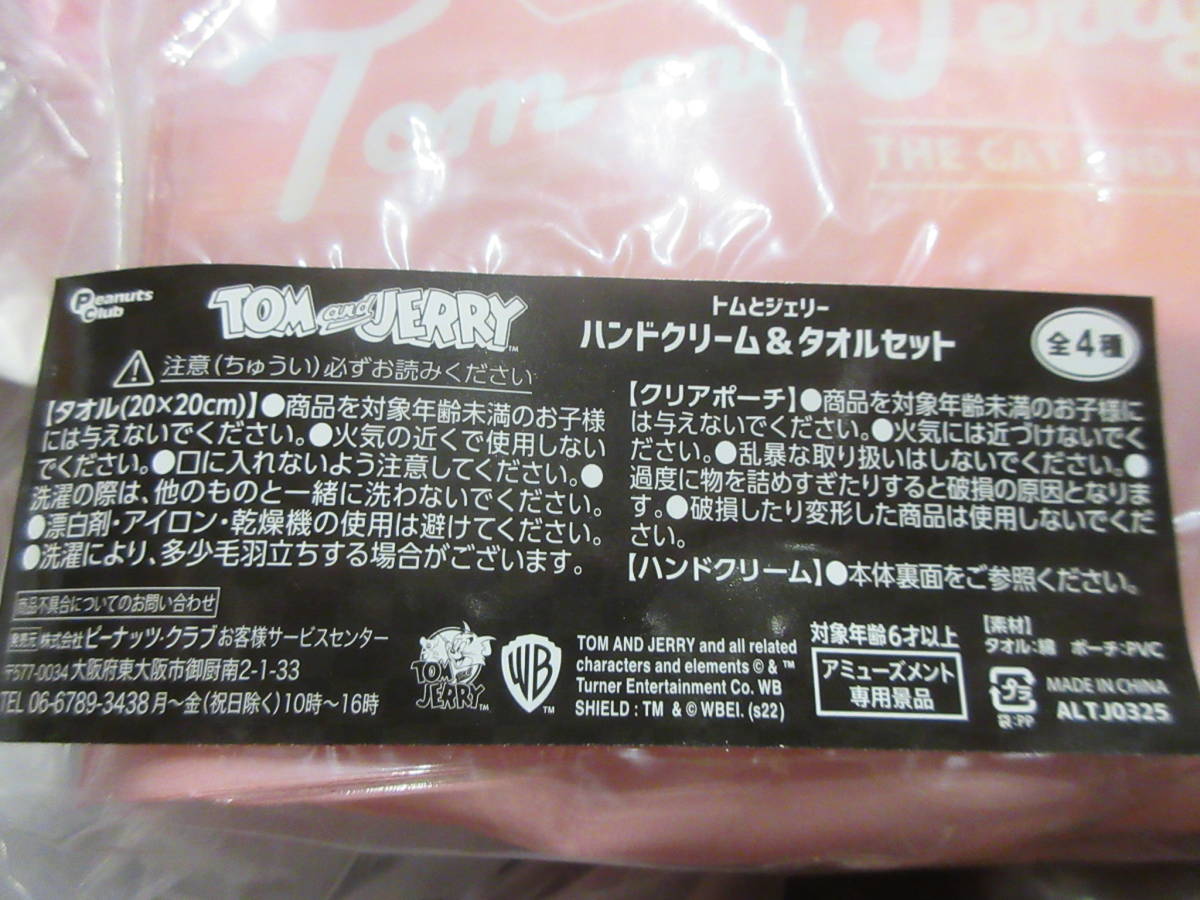 Tom and Jerry
THE CAT AND
Peanuts Club
TOM and JERRY™
トムとジェリー
ハンドクリーム&タオルセット
全4種
注意(ちゅうい)必ずお読みください
【タオル(20×20cm)】●商品を対象年齢未満のお子様
には与えないでください。●火気の近くで使用しない
でください。●口に入れないよう注意してください。●
洗濯の際は、他のものと一緒に洗わないでください。
●漂白剤・アイロン・乾燥機の使用は避けてください。
●洗濯により、多少毛羽立ちする場合がございます。
【クリアポーチ】●商品を対象年齢未満のお子様に
は与えないでください。●火気には近づけないでく
ださい。●乱暴な取り扱いはしないでください。●
過度に物を詰めすぎたりすると破損の原因となりま
す。●破損したり変形した商品は使用しないでくだ
さい。
【ハンドクリーム】●本体裏面をご参照ください。
商品不具合についてのお問い合わせ
発売元 株式会社ピーナッツ・クラブお客様サービスセンター
〒577-0034 大阪府東大阪市御厨南2-1-33
TEL 06-6789-3438 月〜金(祝日除く)10時〜16時
TOM and JERRY™
WB™
TOM AND JERRY and all related
characters and elements © & ™
Turner Entertainment Co. WB
SHIELD : TM & © WBEI. (s22)
対象年齢6才以上
アミューズメント
専用景品
【素材】
タオル:綿 ポーチ:PVC
プラ
袋:PP
MADE IN CHINA
ALTJ0325